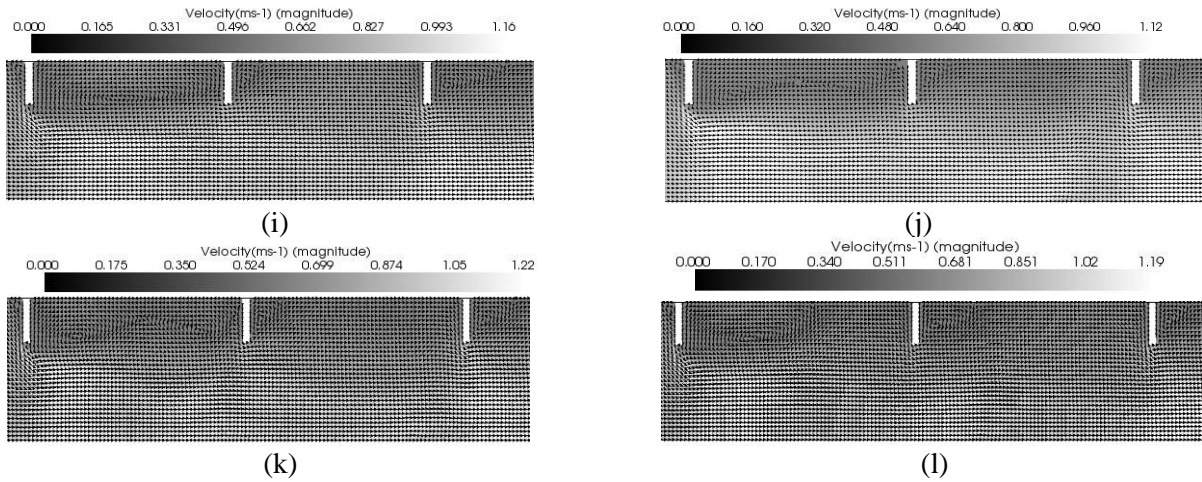 Velocity(ms-1) (magnitude)
0.000 0.165 0.331 0.496 0.662 0.827 0.993 1.16
(i)
Velocity(ms-1) (magnitude)
0.000 0.160 0.320 0.480 0.640 0.800 0.960 1.12
(j)
Velocity(ms-1) (magnitude)
0.000 0.175 0.350 0.524 0.699 0.874 1.05 1.22
(k)
Velocity(ms-1) (magnitude)
0.000 0.170 0.340 0.511 0.681 0.851 1.02 1.19
(l)